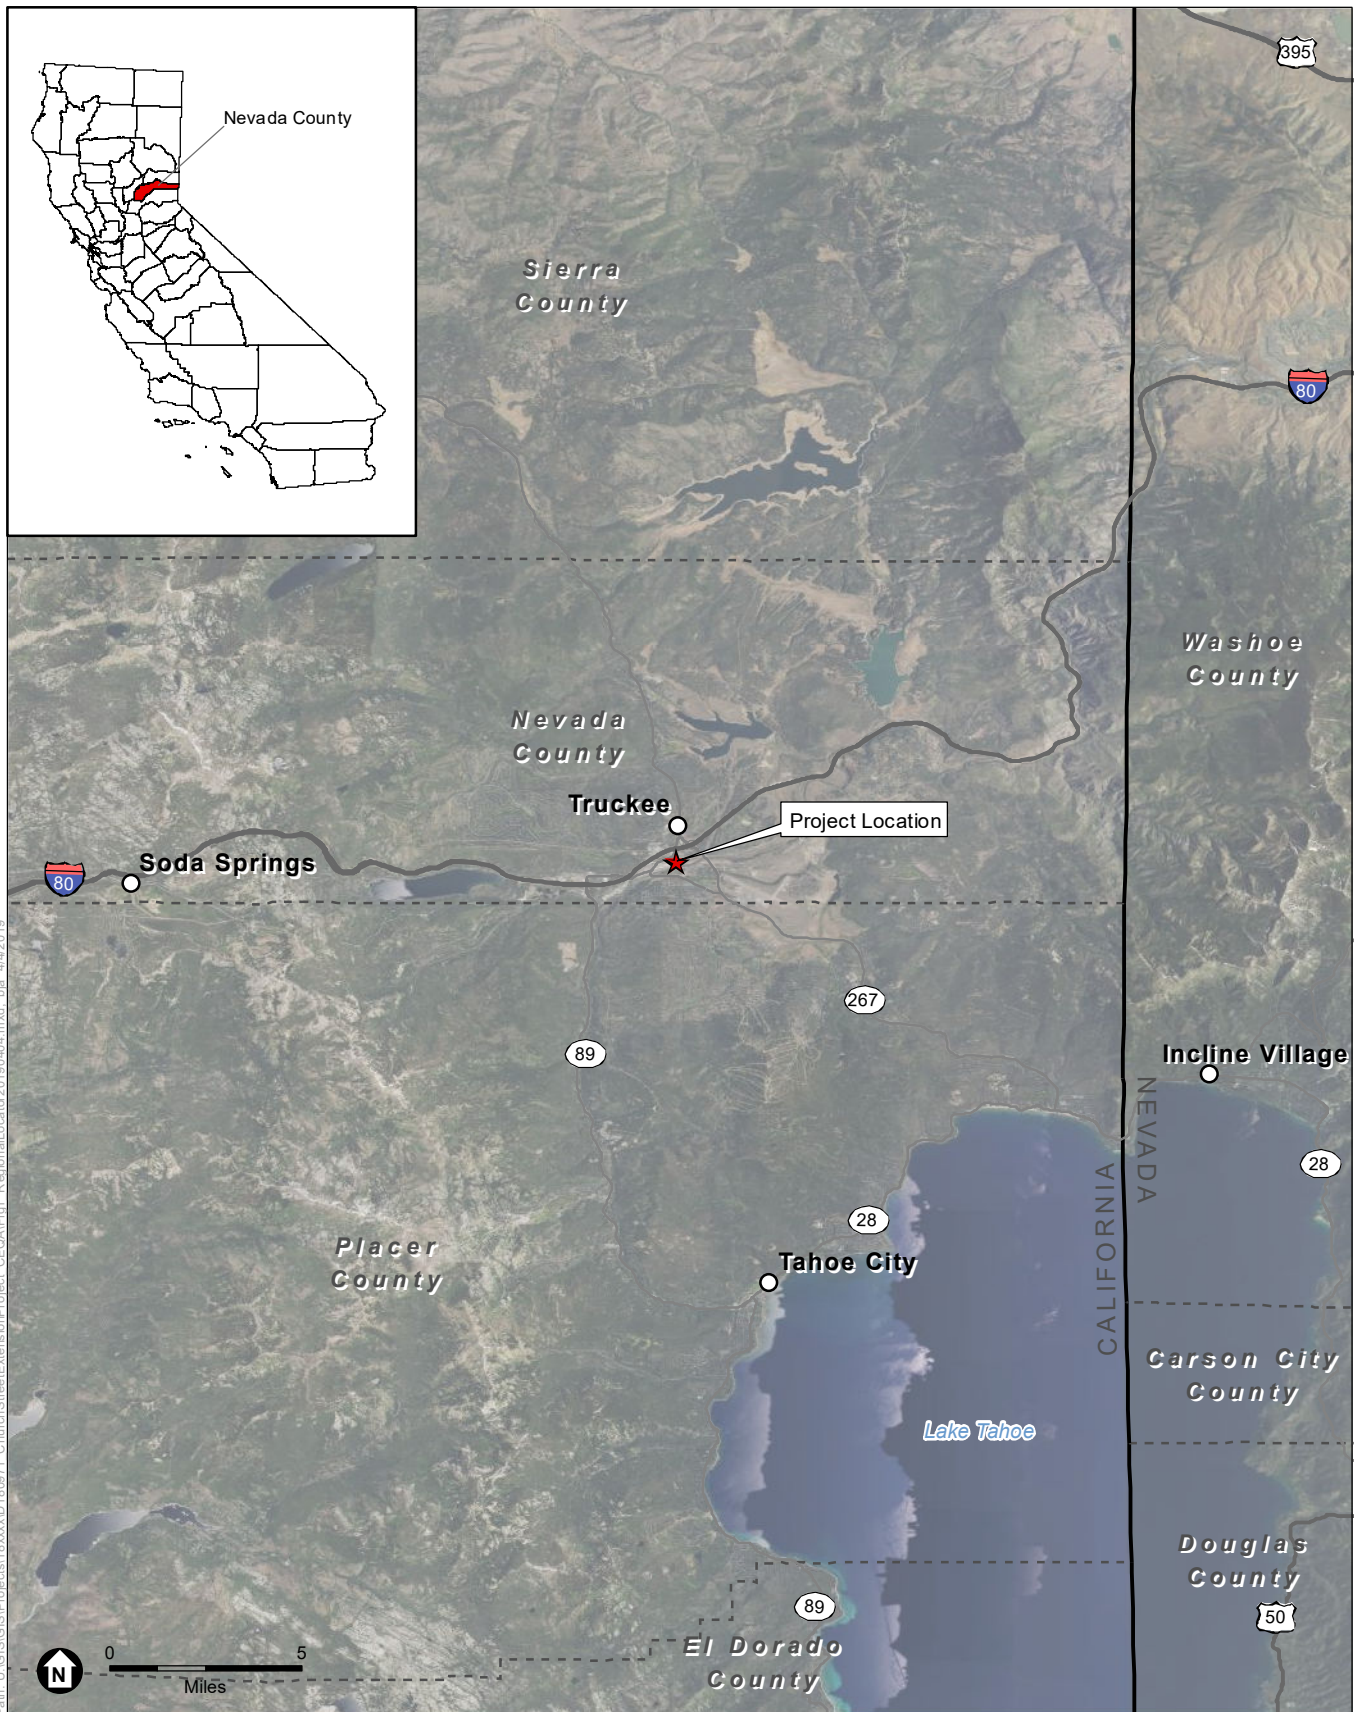 Nevada County
395
Sierra
County
80
Washoe
County
Nevada
County
Truckee
Project Location
Soda Springs
80
267
89
Incline Village
NEVADA
28
CALIFORNIA
28
Placer
County
Tahoe City
Carson City
County
Lake Tahoe
Douglas
County
89
50
El Dorado
County
N
0 5
Miles